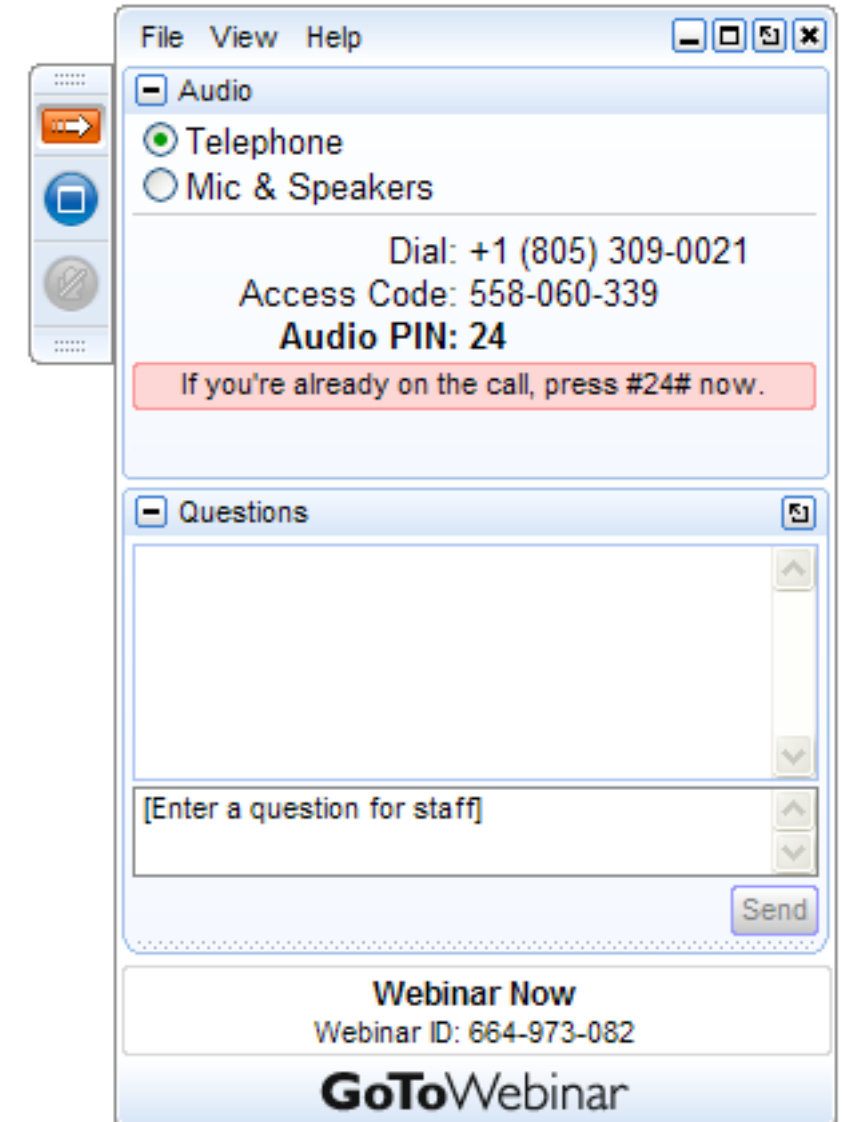 File View Help
Audio
Telephone
Mic & Speakers
Dial: +1 (805) 309-0021
Access Code: 558-060-339
Audio PIN: 24
If you're already on the call, press #24# now.
Questions
[Enter a question for staff]
Send
Webinar Now
Webinar ID: 664-973-082
GoToWebinar